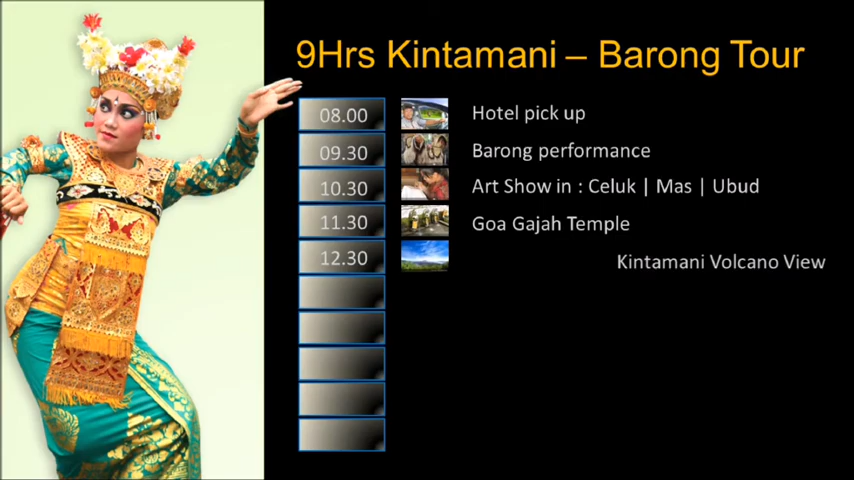 9Hrs Kintamani – Barong Tour
08.00 Hotel pick up
09.30 Barong performance
10.30 Art Show in : Celuk | Mas | Ubud
11.30 Goa Gajah Temple
12.30 Kintamani Volcano View